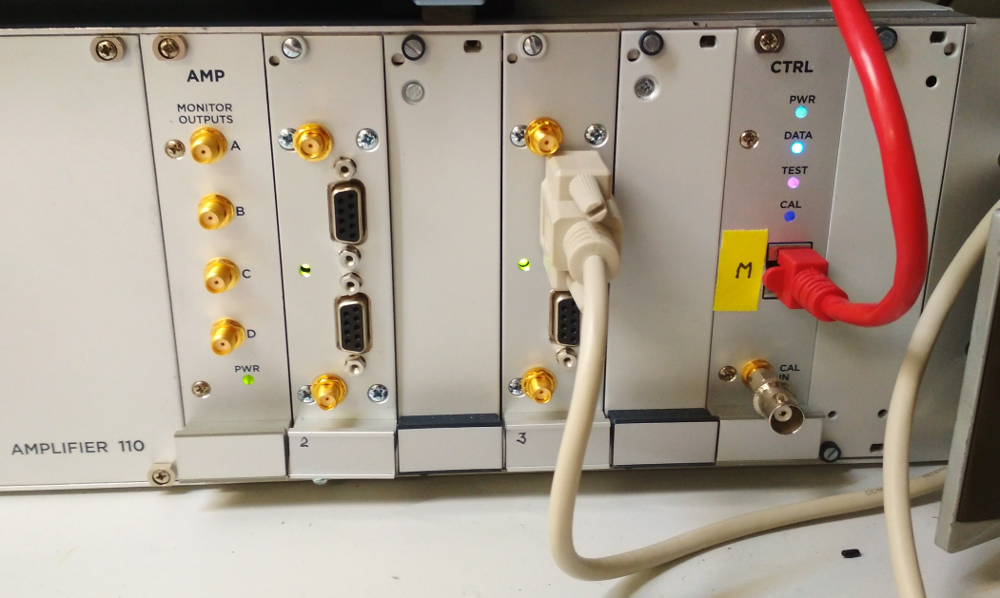 AMP
MONITOR
OUTPUTS
A
B
C
D
PWR
AMPLIFIER 110
2
3
CTRL
PWR
DATA
TEST
CAL
M
CAL
IN